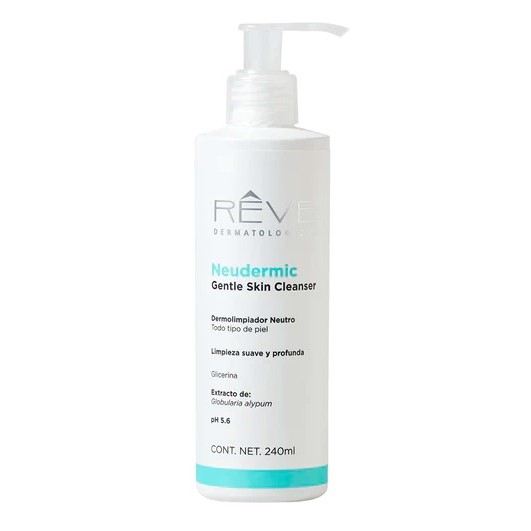 RÊVE
Neudermic
Gentle Skin Cleanser
Dermolimpiador Neutro
Todo tipo de piel
Limpieza suave y profunda
Glicerina
Extracto de:
Globularia alypum
pH 5.6
CONT. NET. 240ml